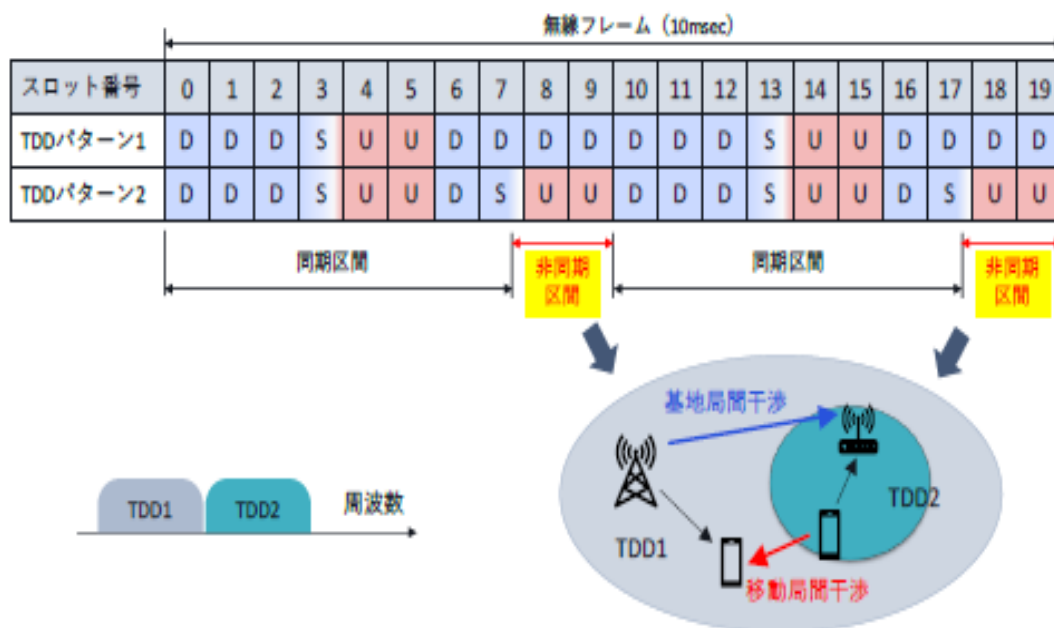 無線フレーム（10msec）
スロット番号 0 1 2 3 4 5 6 7 8 9 10 11 12 13 14 15 16 17 18 19
TDDパターン1 D D D S U U D D D D D D D S U U D D D D
TDDパターン2 D D D S U U D S U U D D D S U U D S U U
同期区間
非同期
区間
同期区間
非同期
区間
基地局間干渉
TDD1
TDD2
周波数
TDD2
TDD1
移動局間干渉